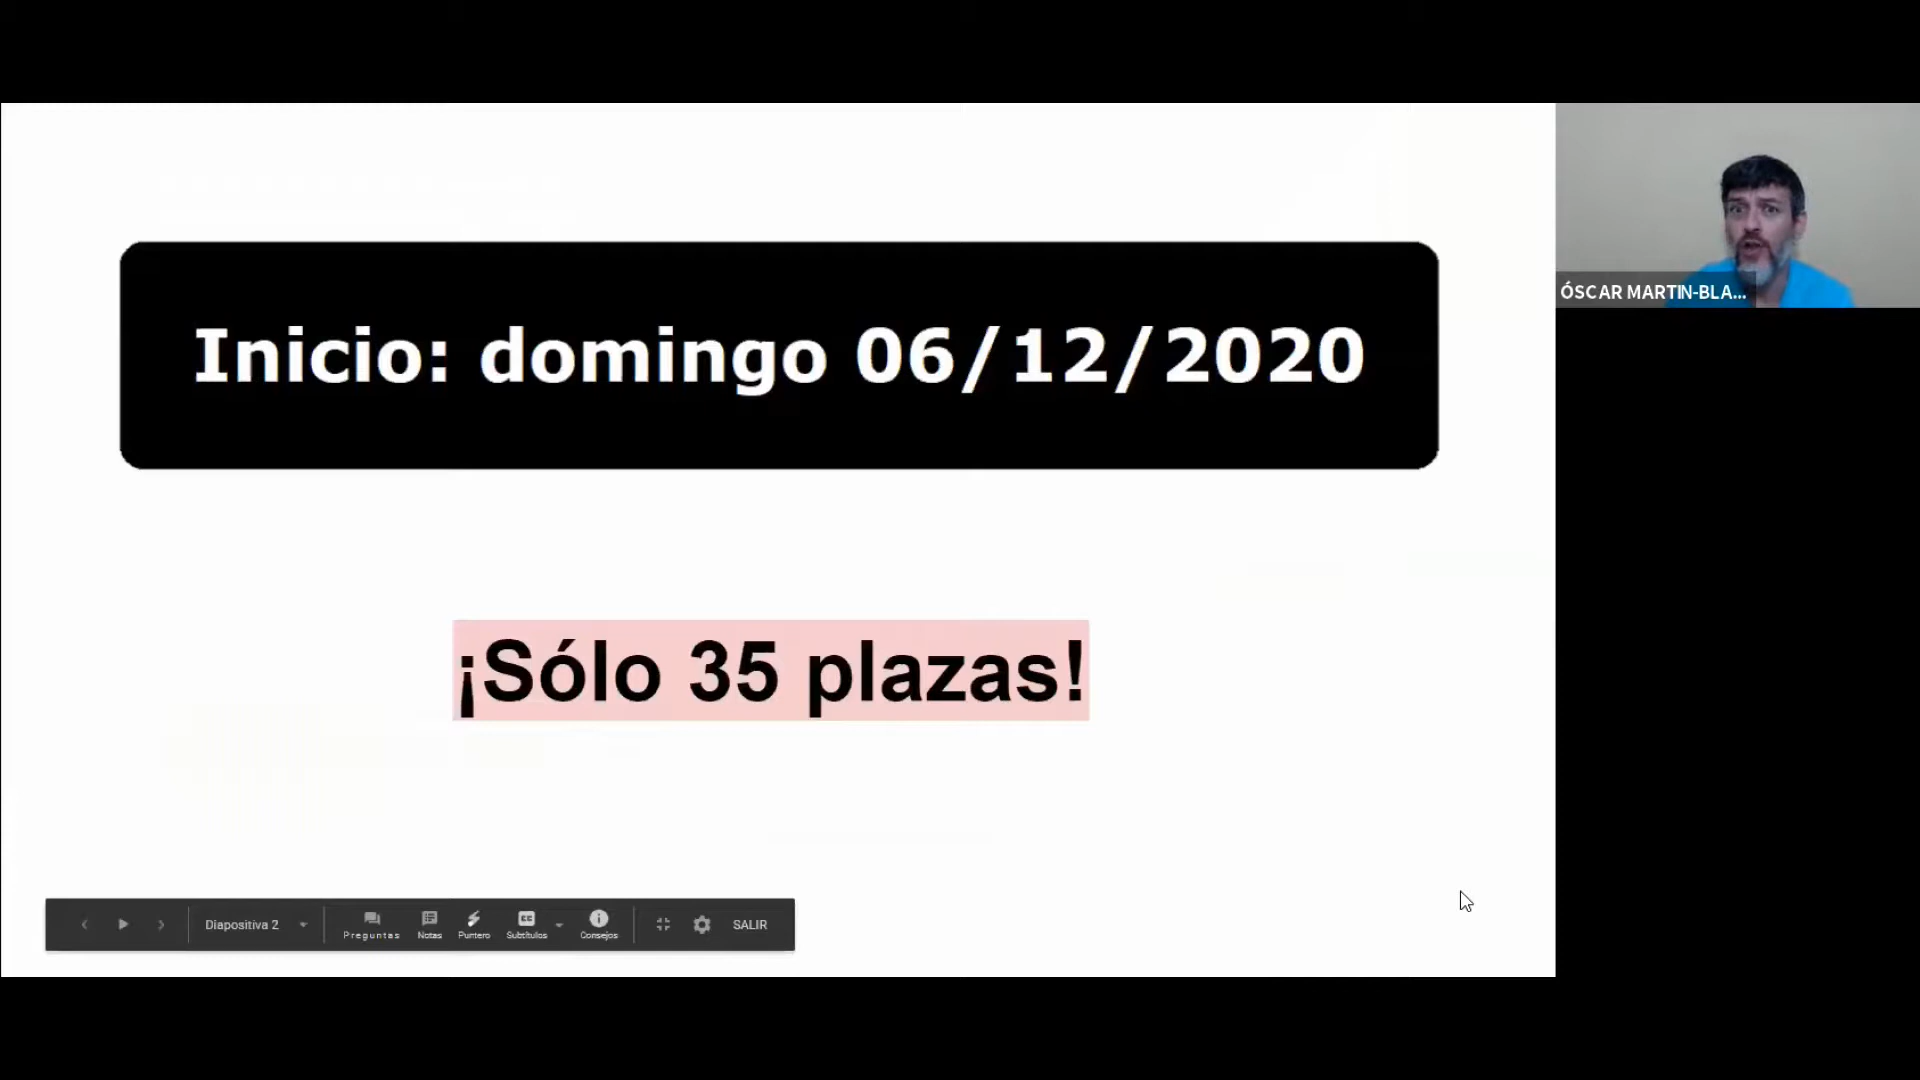 Inicio: domingo 06/12/2020
ÓSCAR MARTIN-BLA...
¡Sólo 35 plazas!
Diapositiva 2
Preguntas
Notas
Puntero
CC
Subtítulos
Consejos
SALIR